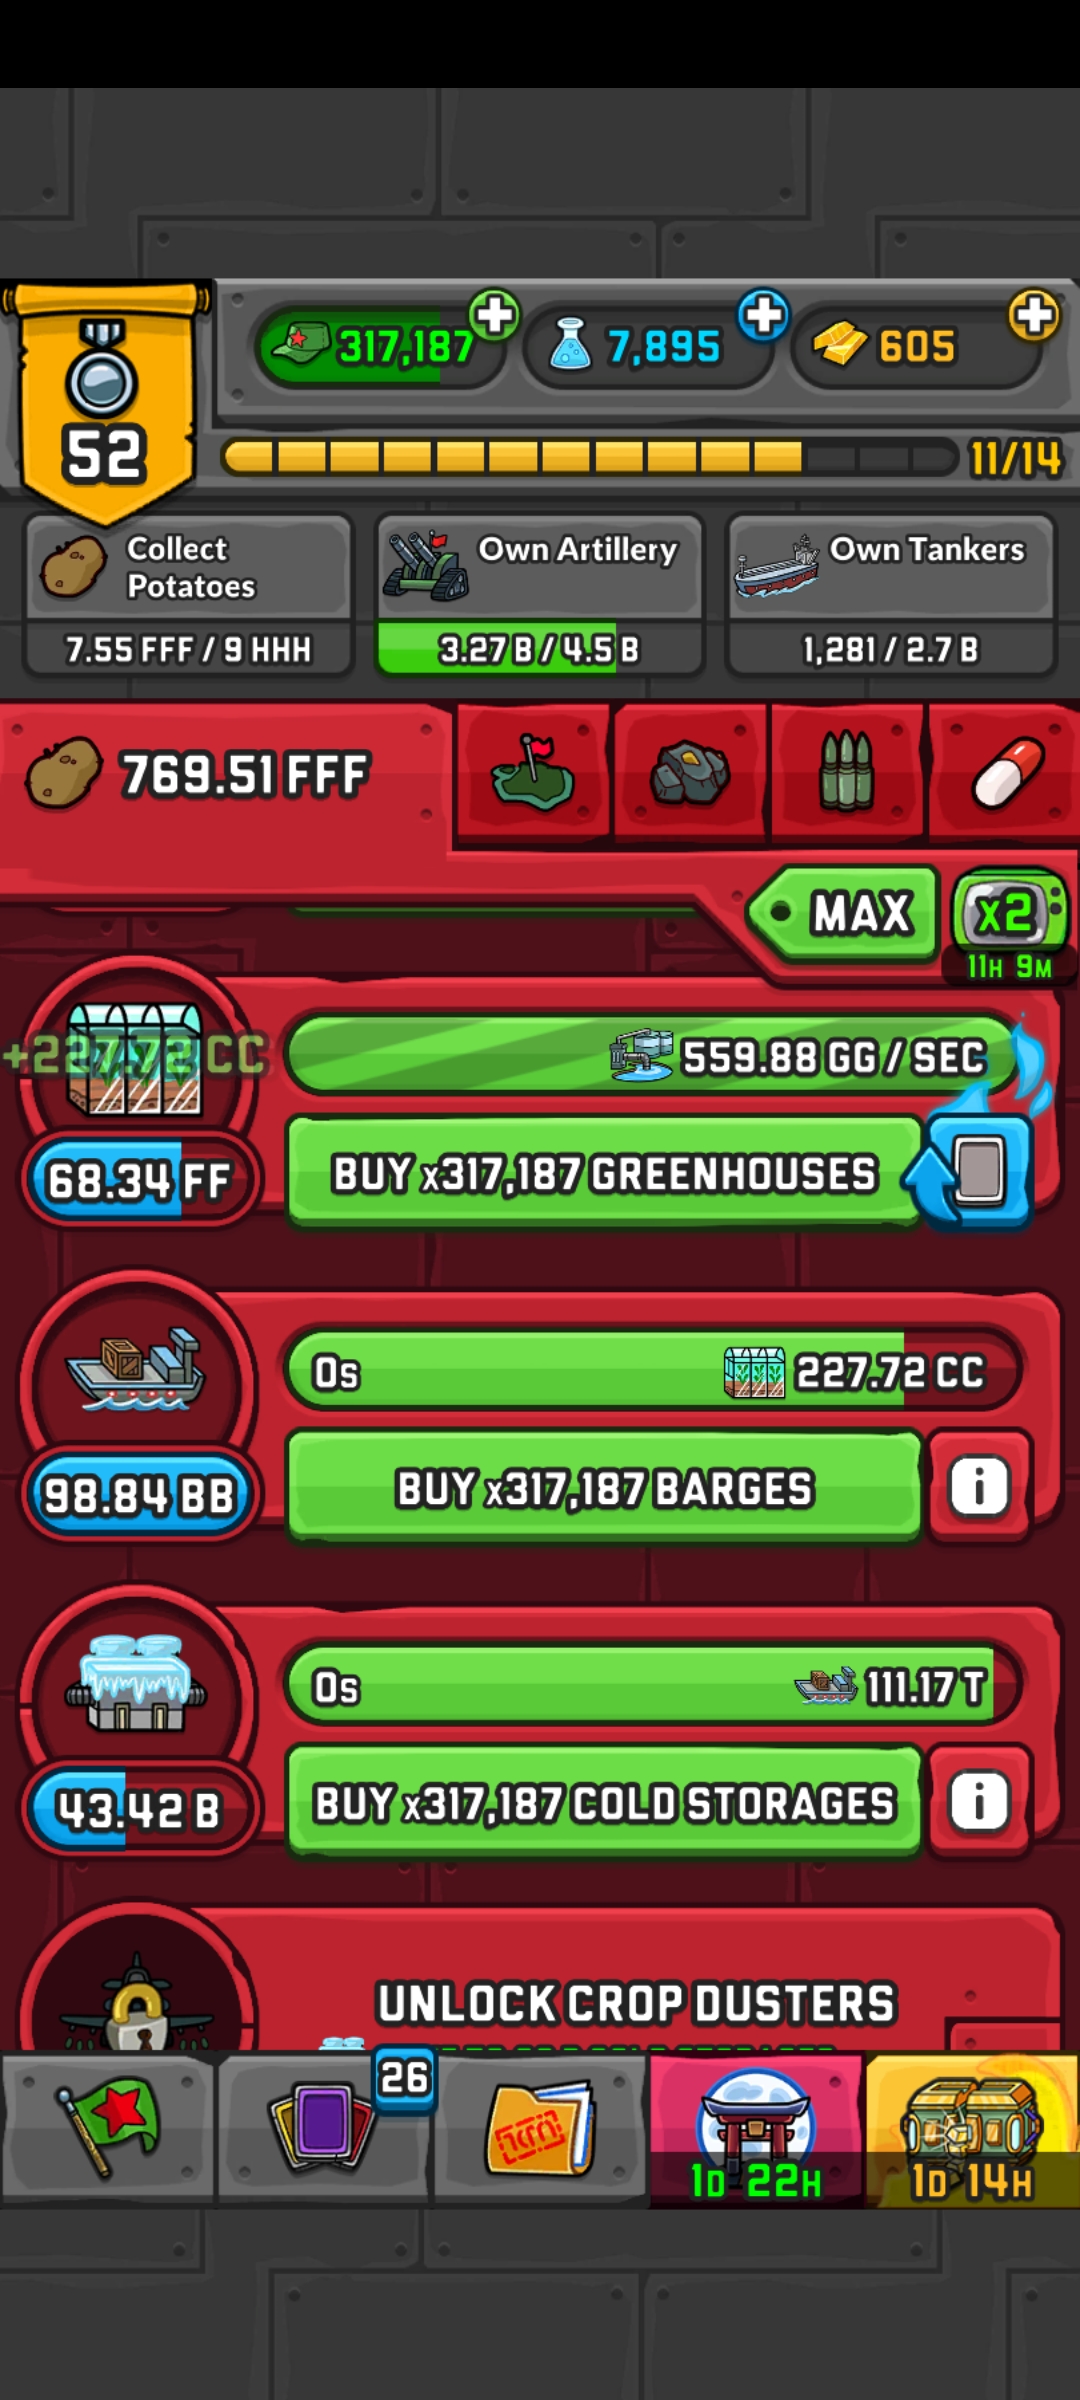 317,187
7,895
605
52
11/14
Collect
Potatoes
7.55 FFF / 9 HHH
Own Artillery
3.27 B / 4.5 B
Own Tankers
1,281 / 2.7 B
769.51 FFF
MAX
x2
11H 9M
+227.72 CC
559.88 GG / SEC
68.34 FF
BUY x317,187 GREENHOUSES
0s
227.72 CC
98.84 BB
BUY x317,187 BARGES
i
0s
111.17 T
43.42 B
BUY x317,187 COLD STORAGES
i
UNLOCK CROP DUSTERS
26
1D 22H
1D 14H